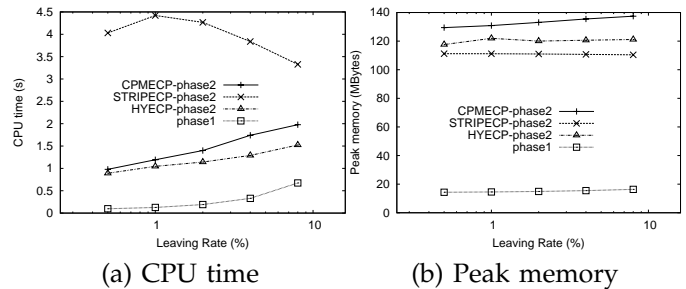 4.5
4
3.5
3
2.5
2
1.5
1
0.5
0
CPU time (s)
CPMECP-phase2
STRIPECP-phase2
HYECP-phase2
phase1
1
10
Leaving Rate (%)
(a) CPU time
140
120
100
80
60
40
20
0
Peak memory (MBytes)
CPMECP-phase2
STRIPECP-phase2
HYECP-phase2
phase1
1
10
Leaving Rate (%)
(b) Peak memory